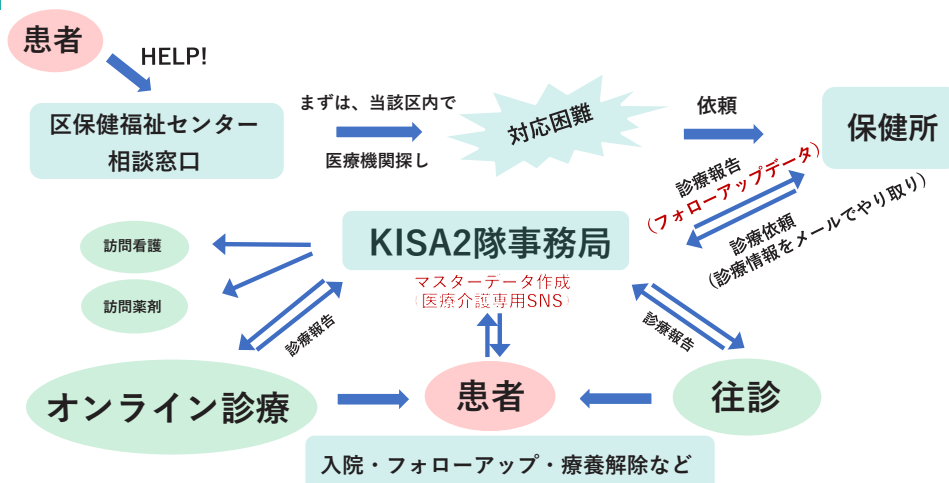 患者
HELP!
区保健福祉センター
相談窓口
まずは、当該区内で
医療機関探し
対応困難
依頼
保健所
診療報告
（フォローアップデータ）
診療依頼
（診療情報をメールでやり取り）
KISA2隊事務局
マスターデータ作成
（医療介護専用SNS）
訪問看護
訪問薬剤
診療報告
診療報告
オンライン診療
患者
往診
入院・フォローアップ・療養解除など